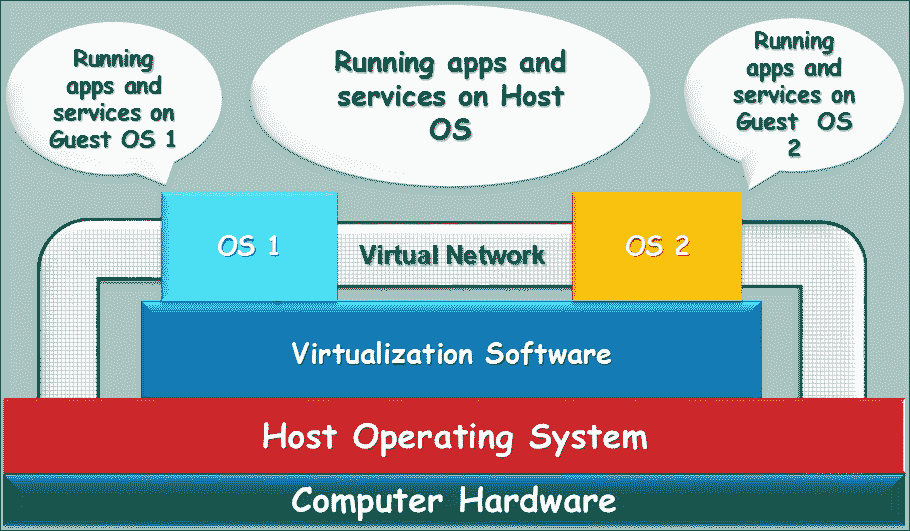 Running
apps and
services on
Guest OS 1
Running apps and
services on Host
OS
Running
apps and
services on
Guest OS
2
OS 1
Virtual Network
OS 2
Virtualization Software
Host Operating System
Computer Hardware